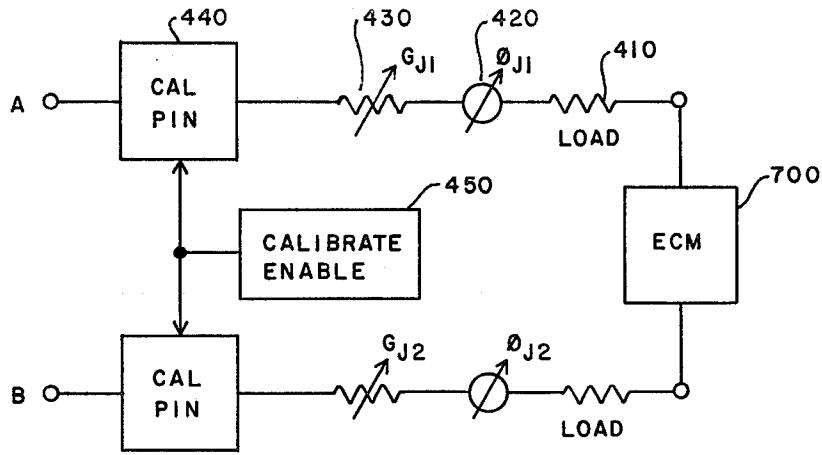 440
430
420
410
G J1
Ø J1
A
CAL
PIN
LOAD
700
450
CALIBRATE
ENABLE
ECM
G J2
Ø J2
B
CAL
PIN
LOAD